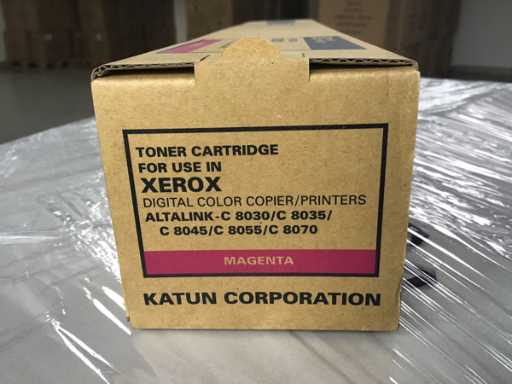 TONER CARTRIDGE
FOR USE IN
XEROX
DIGITAL COLOR COPIER/PRINTERS
ALTALINK-C 8030/C 8035/
C 8045/C 8055/C 8070
MAGENTA
KATUN CORPORATION